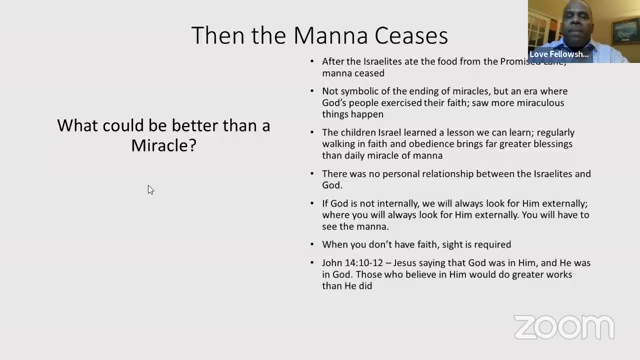 Then the Manna Ceases
Love Fellowsh...
What could be better than a
Miracle?
• After the Israelites ate the food from the Promised Land,
manna ceased
• Not symbolic of the ending of miracles, but an era where
God's people exercised their faith; saw more miraculous
things happen
• The children Israel learned a lesson we can learn; regularly
walking in faith and obedience brings far greater blessings
than daily miracle of manna
• There was no personal relationship between the Israelites and
God.
• If God is not internally, we will always look for Him externally;
where you will always look for Him externally. You will have to
see the manna.
• When you don't have faith, sight is required
• John 14:10-12 – Jesus saying that God was in Him, and He was
in God. Those who believe in Him would do greater works
than He did
zoom